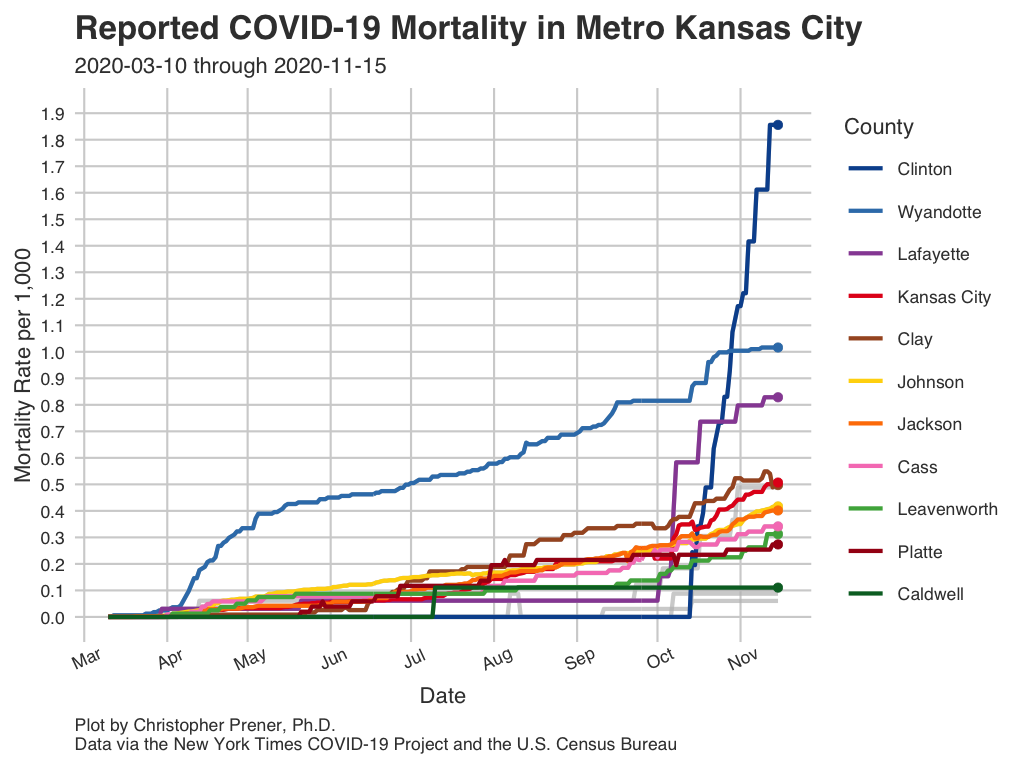 Reported COVID-19 Mortality in Metro Kansas City
2020-03-10 through 2020-11-15
Mortality Rate per 1,000
1.9
1.8
1.7
1.6
1.5
1.4
1.3
1.2
1.1
1.0
0.9
0.8
0.7
0.6
0.5
0.4
0.3
0.2
0.1
0.0
Mar Apr May Jun Jul Aug Sep Oct Nov
Date
County
Clinton
Wyandotte
Lafayette
Kansas City
Clay
Johnson
Jackson
Cass
Leavenworth
Platte
Caldwell
Plot by Christopher Prener, Ph.D.
Data via the New York Times COVID-19 Project and the U.S. Census Bureau